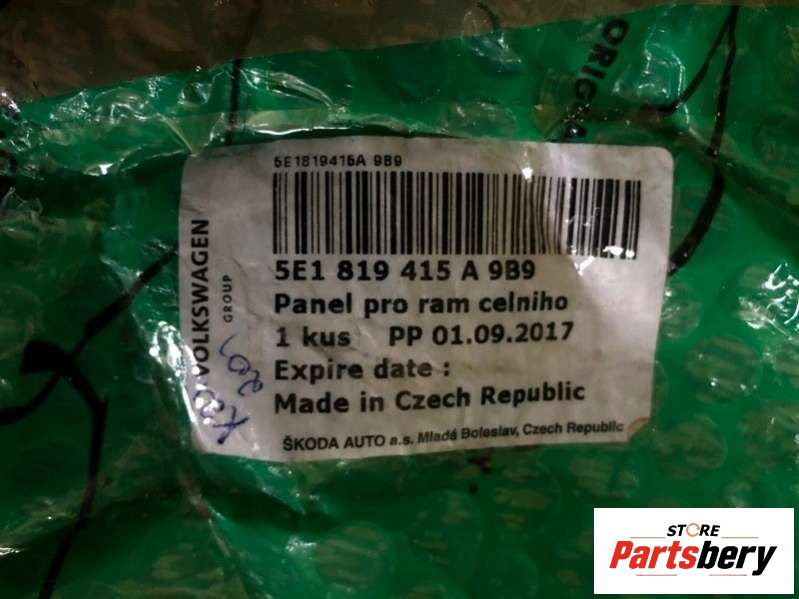 ORIG
5E1819415A 9B9
VOLKSWAGEN
GROUP
5E1 819 415 A 9B9
Panel pro ram celniho
1 kus PP 01.09.2017
Expire date :
Made in Czech Republic
ŠKODA AUTO a.s. Mladá Boleslav, Czech Republic
STORE
Partsbery